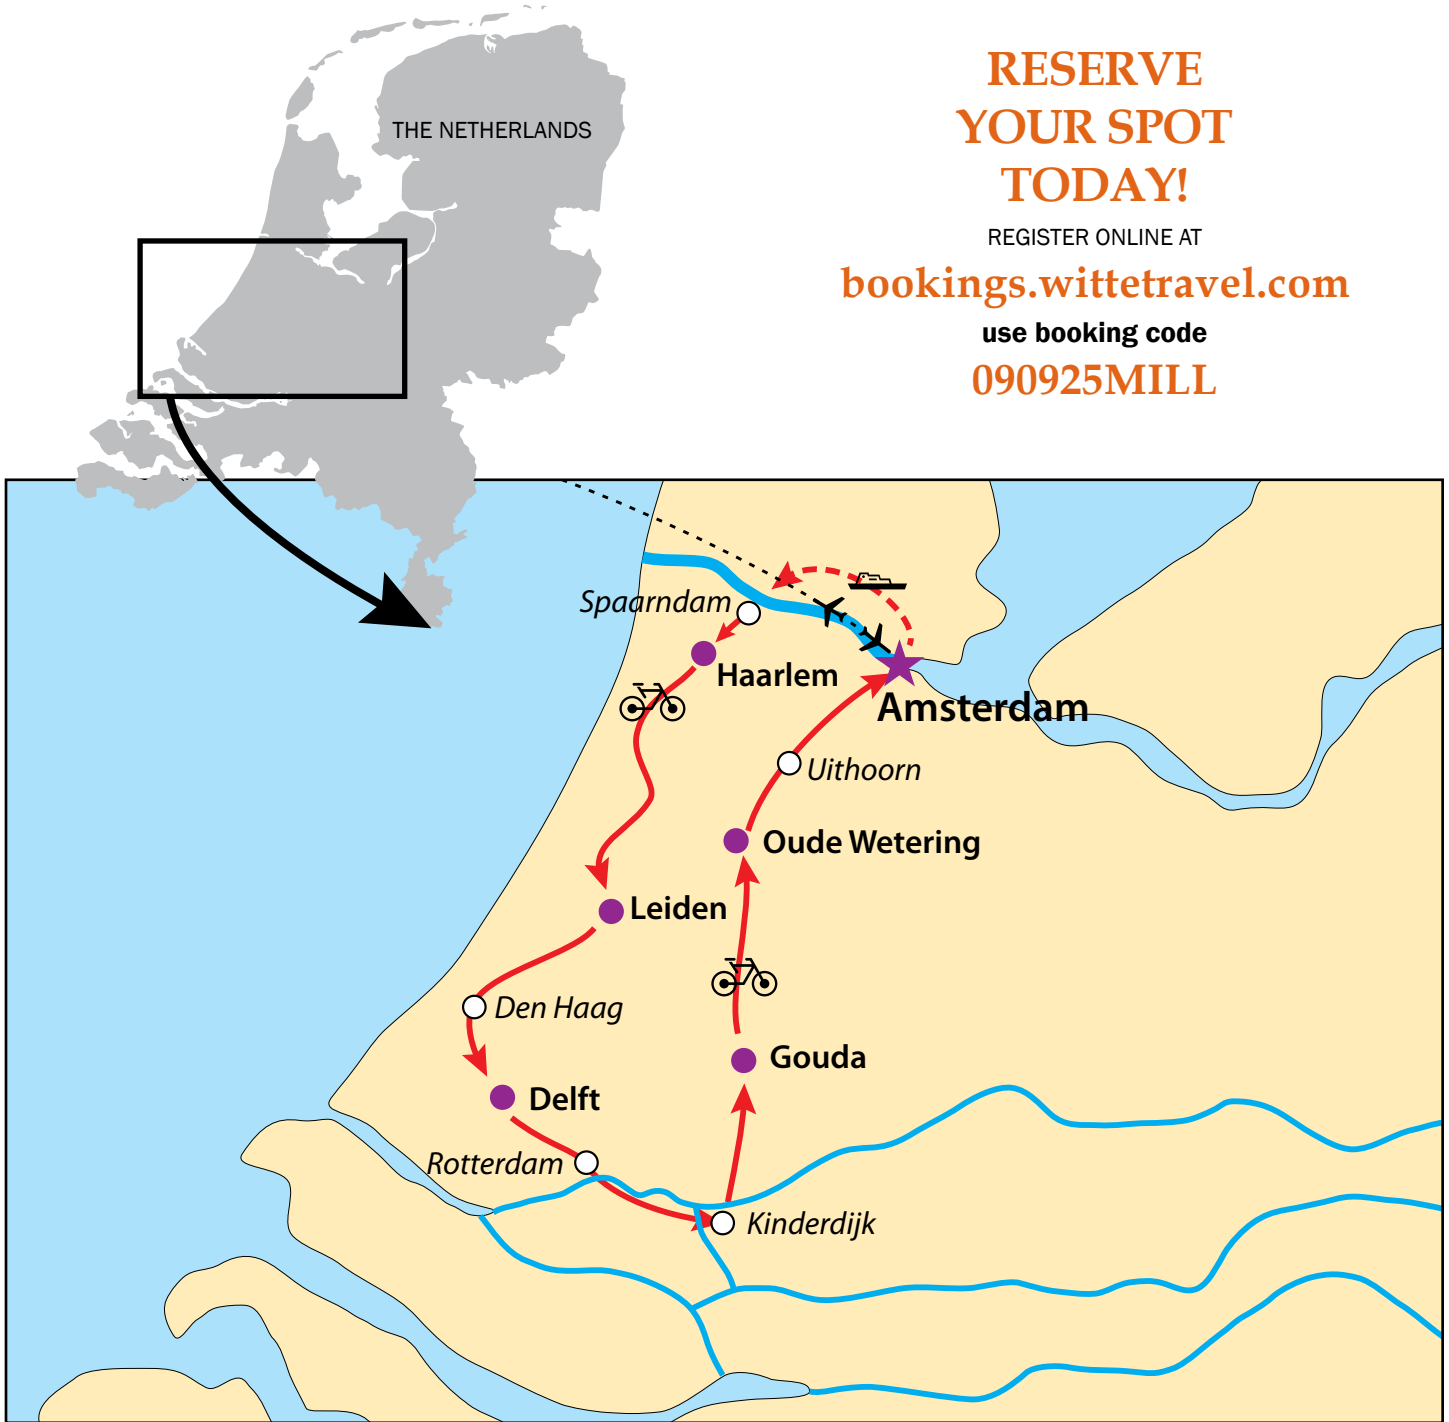 THE NETHERLANDS
RESERVE
YOUR SPOT
TODAY!
REGISTER ONLINE AT
bookings.wittetravel.com
use booking code
090925MILL
Spaarndam
Haarlem
Amsterdam
Uithoorn
Oude Wetering
Leiden
Den Haag
Gouda
Delft
Rotterdam
Kinderdijk